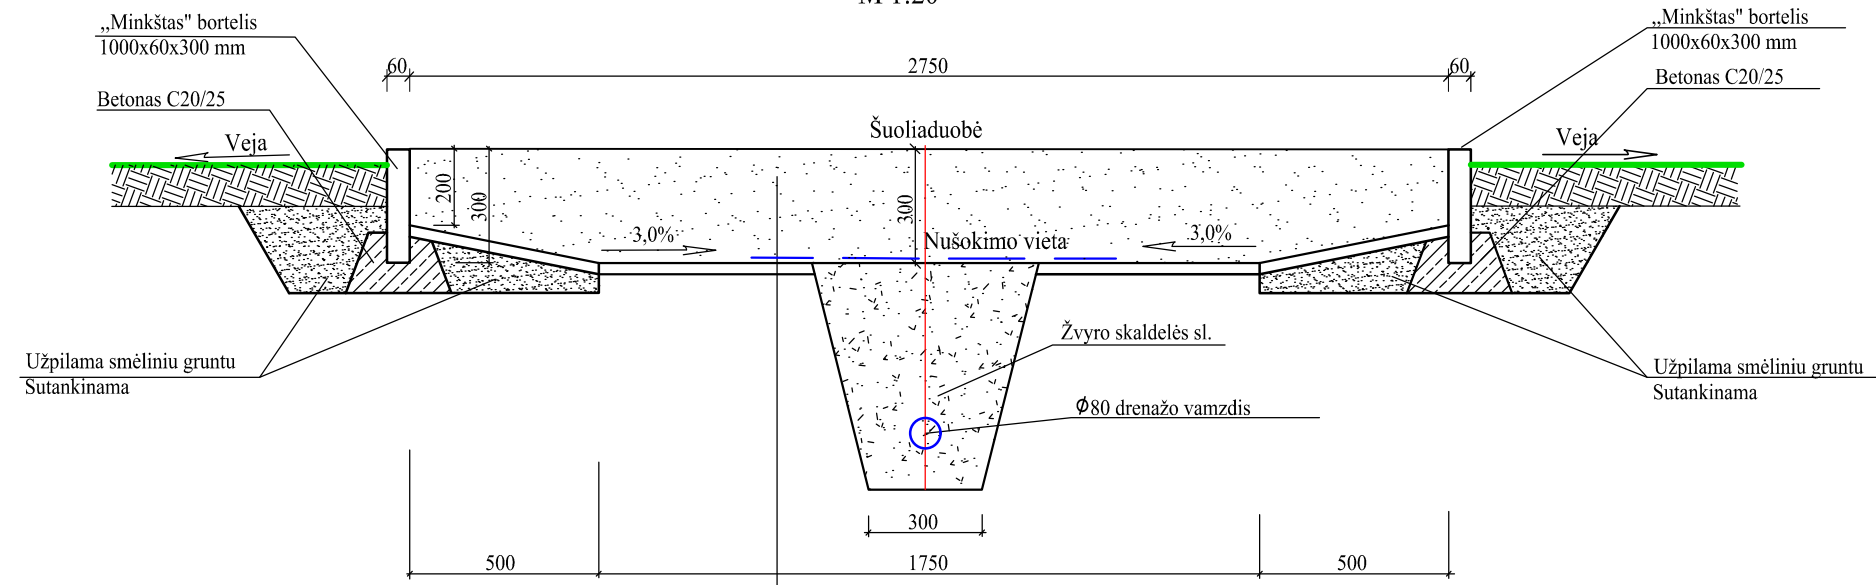 M 1:20
„Minkštas" bortelis
1000x60x300 mm
„Minkštas" bortelis
1000x60x300 mm
60
2750
60
Betonas C20/25
Betonas C20/25
Šuoliaduobė
Veja
Veja
200
300
300
3,0%
Nušokimo vieta
3,0%
Žvyro skaldelės sl.
Užpilama smėliniu gruntu
Sutankinama
Užpilama smėliniu gruntu
Sutankinama
ϕ80 drenažo vamzdis
300
500
1750
500